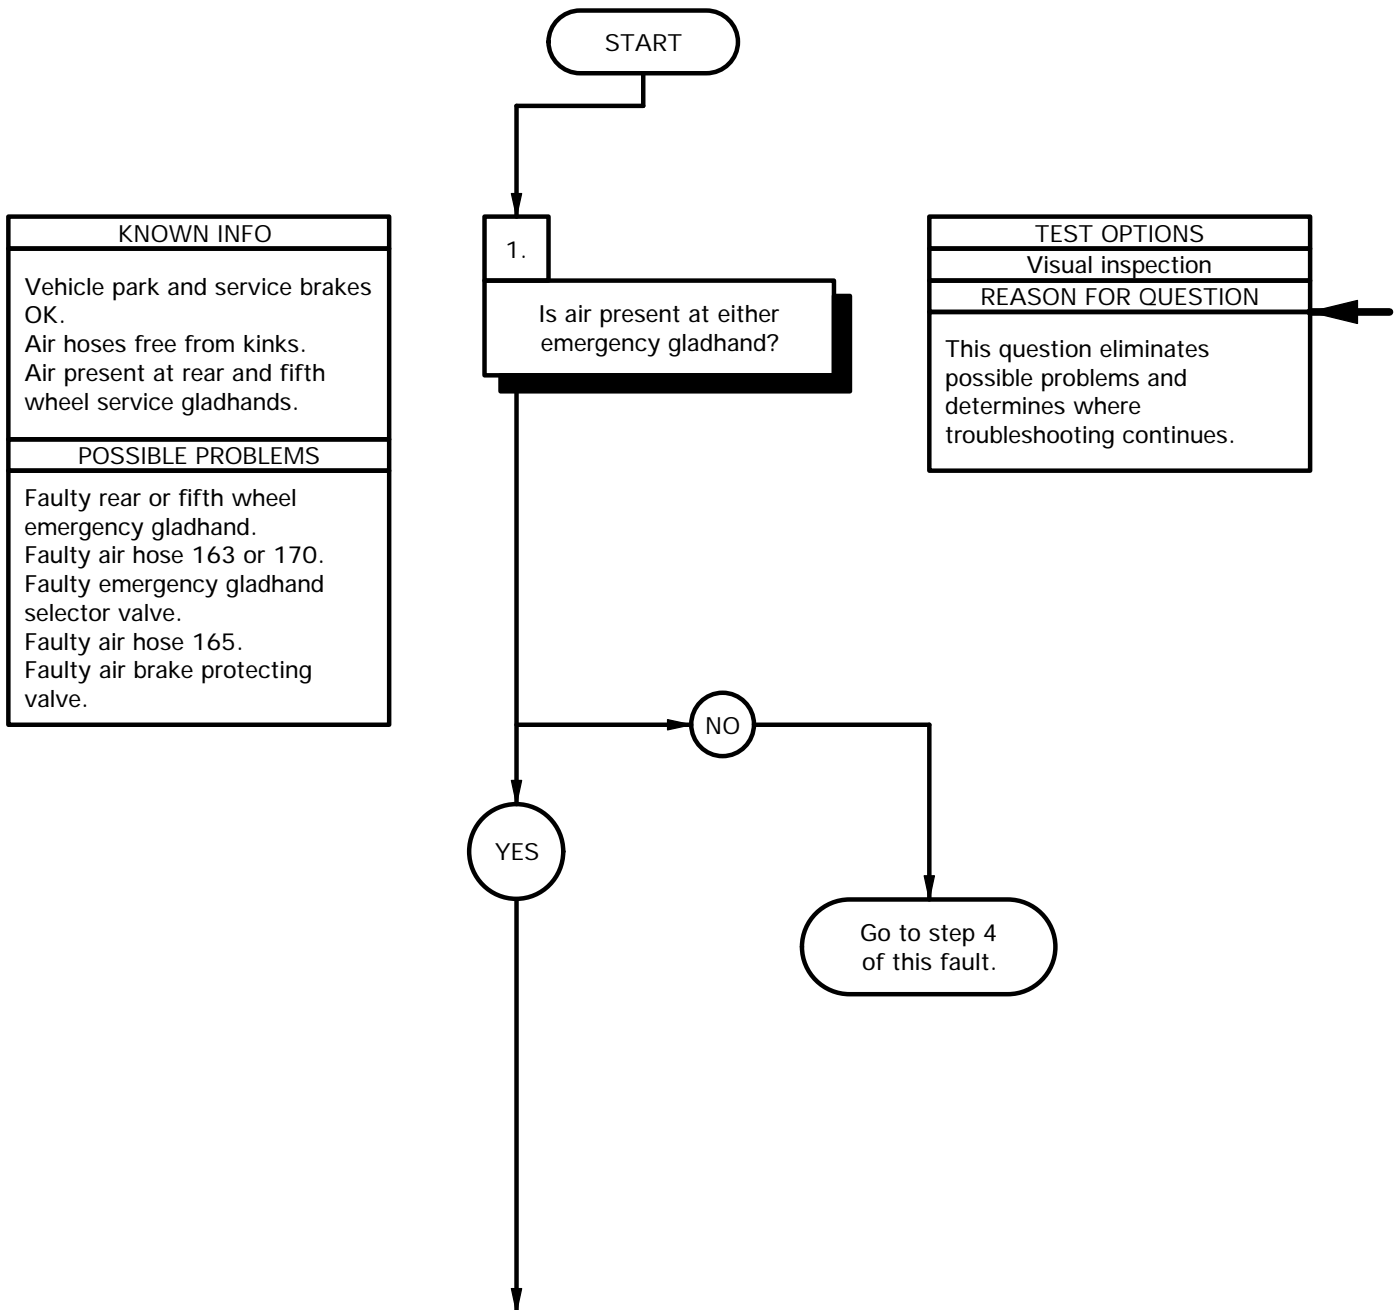 START
KNOWN INFO
Vehicle park and service brakes
OK.
Air hoses free from kinks.
Air present at rear and fifth
wheel service gladhands.
POSSIBLE PROBLEMS
Faulty rear or fifth wheel
emergency gladhand.
Faulty air hose 163 or 170.
Faulty emergency gladhand
selector valve.
Faulty air hose 165.
Faulty air brake protecting
valve.
1.
Is air present at either
emergency gladhand?
TEST OPTIONS
Visual inspection
REASON FOR QUESTION
This question eliminates
possible problems and
determines where
troubleshooting continues.
NO
YES
Go to step 4
of this fault.